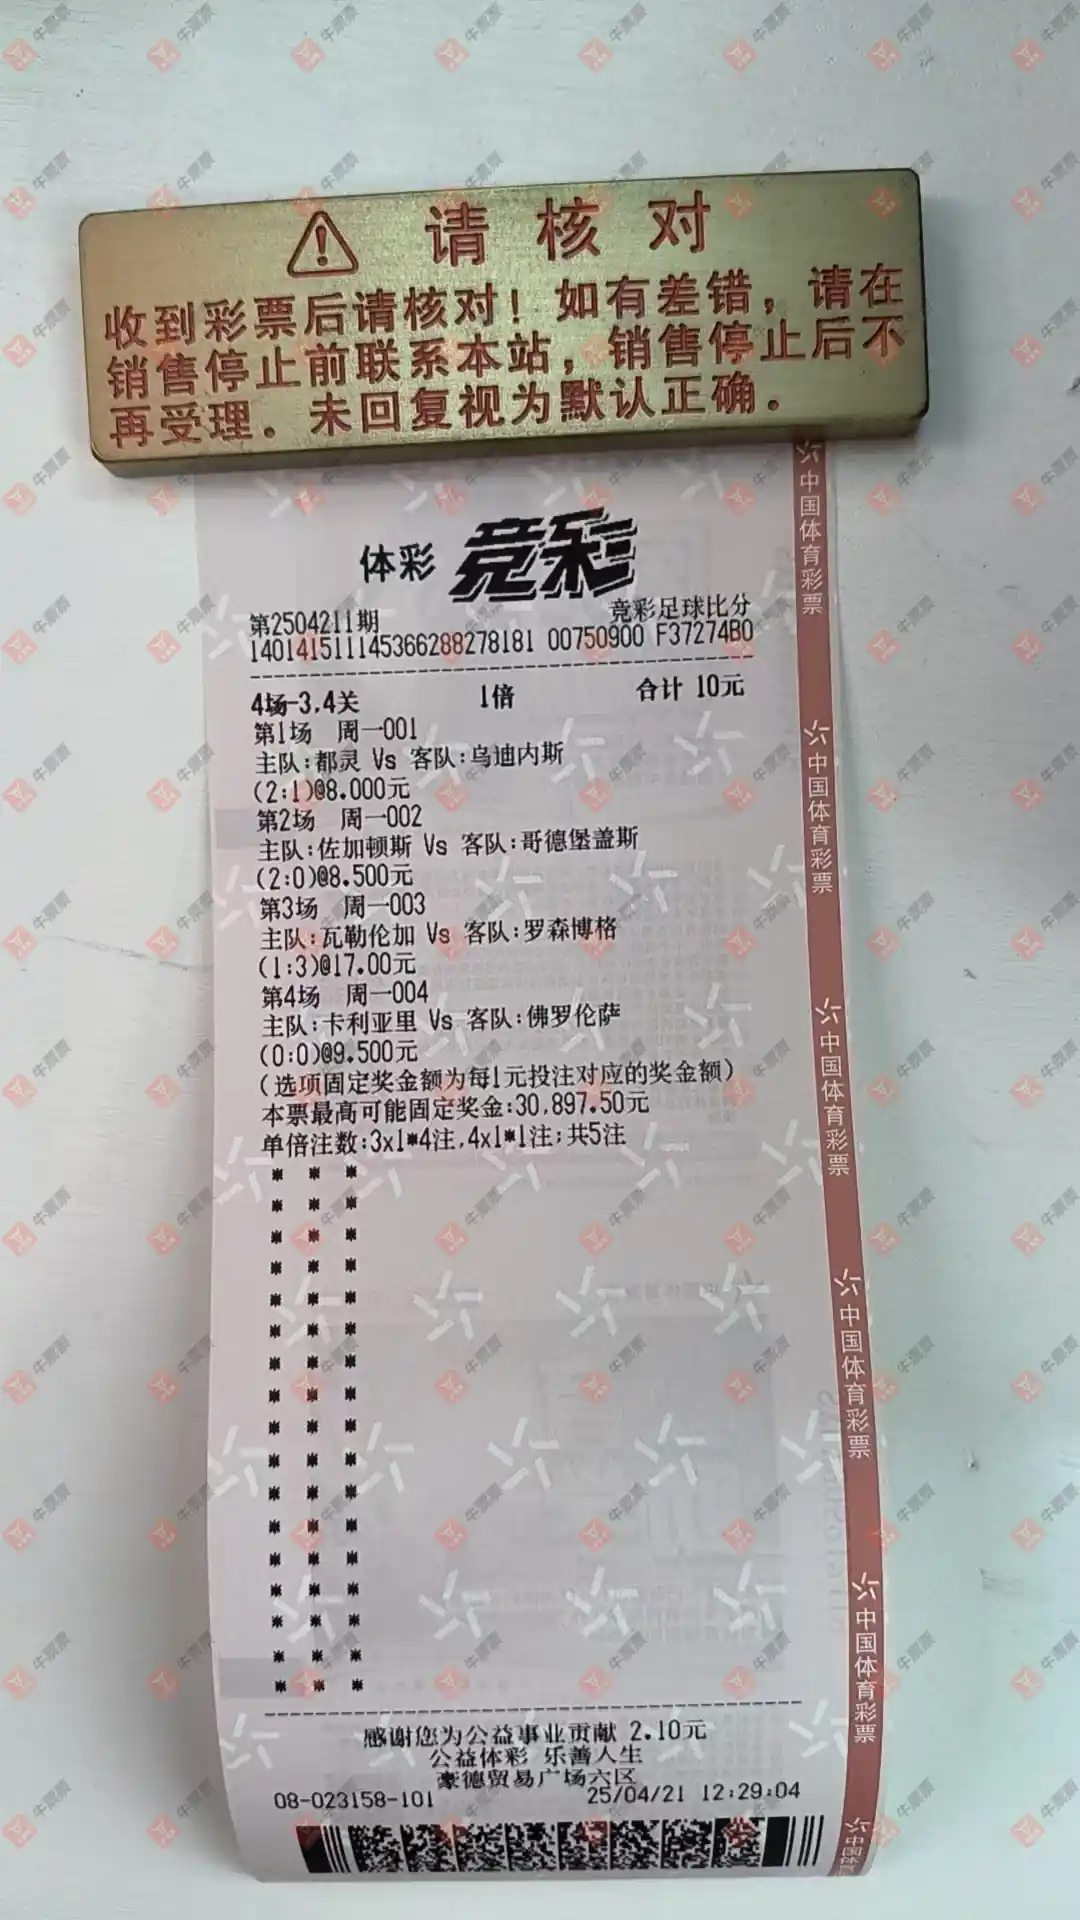 请核对
收到彩票后请核对！如有差错，请在
销售停止前联系本站，销售停止后不
再受理。未回复视为默认正确.
体彩 竞彩
第2504211期 竞彩足球比分
140141511145366288278181 00750900 F37274B0
4场-3,4关 1倍 合计 10元
第1场 周一001
主队:都灵 Vs 客队:乌迪内斯
(2:1)@8.000元
第2场 周一002
主队:佐加顿斯 Vs 客队:哥德堡盖斯
(2:0)@8.500元
第3场 周一003
主队:瓦勒伦加 Vs 客队:罗森博格
(1:3)@17.00元
第4场 周一004
主队:卡利亚里 Vs 客队:佛罗伦萨
(0:0)@9.500元
(选项固定奖金额为每1元投注对应的奖金额)
本票最高可能固定奖金:30,897.50元
单倍注数:3x1*4注,4x1*1注;共5注
感谢您为公益事业贡献 2.10元
公益体彩 乐善人生
豪德贸易广场六区
08-023158-101 25/04/21 12:29:04
中国体育彩票
中国体育彩票
中国体育彩票
中国体育彩票
中国体育彩票
中国体
牛票票